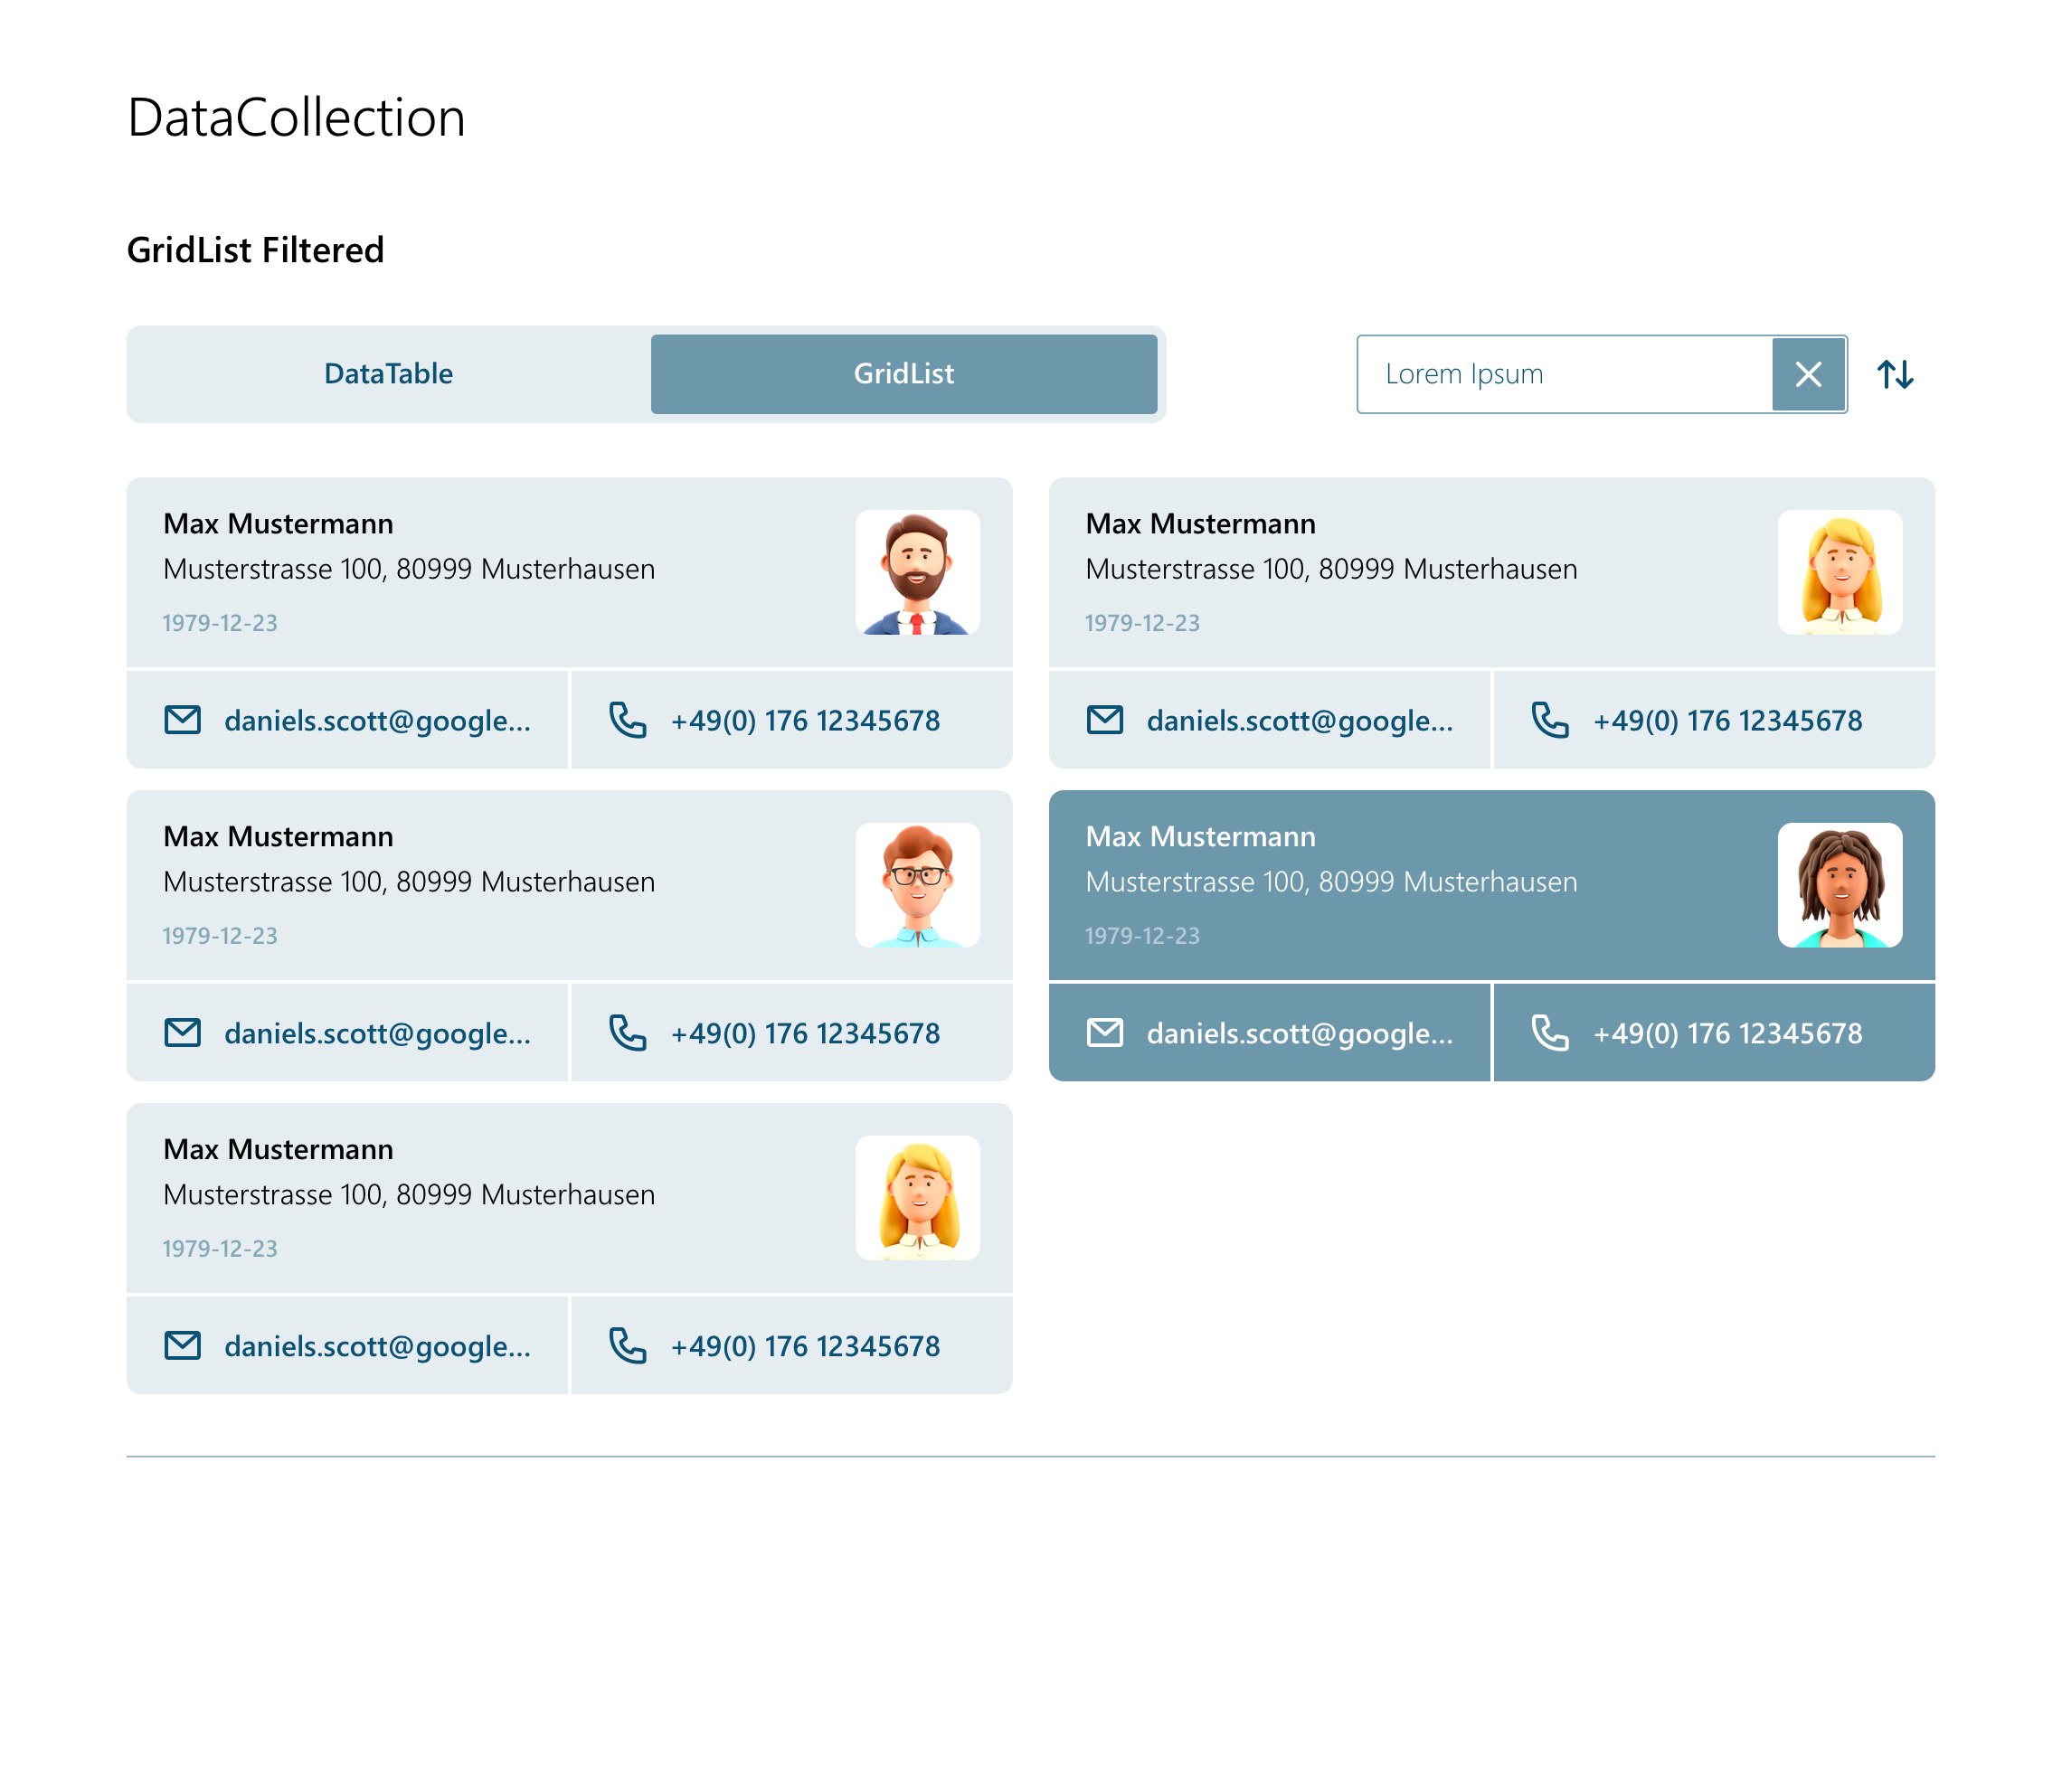 DataCollection
GridList Filtered
DataTable
GridList
Lorem Ipsum
Max Mustermann
Musterstrasse 100, 80999 Musterhausen
1979-12-23
daniels.scott@google...
+49(0) 176 12345678
Max Mustermann
Musterstrasse 100, 80999 Musterhausen
1979-12-23
daniels.scott@google...
+49(0) 176 12345678
Max Mustermann
Musterstrasse 100, 80999 Musterhausen
1979-12-23
daniels.scott@google...
+49(0) 176 12345678
Max Mustermann
Musterstrasse 100, 80999 Musterhausen
1979-12-23
daniels.scott@google...
+49(0) 176 12345678
Max Mustermann
Musterstrasse 100, 80999 Musterhausen
1979-12-23
daniels.scott@google...
+49(0) 176 12345678